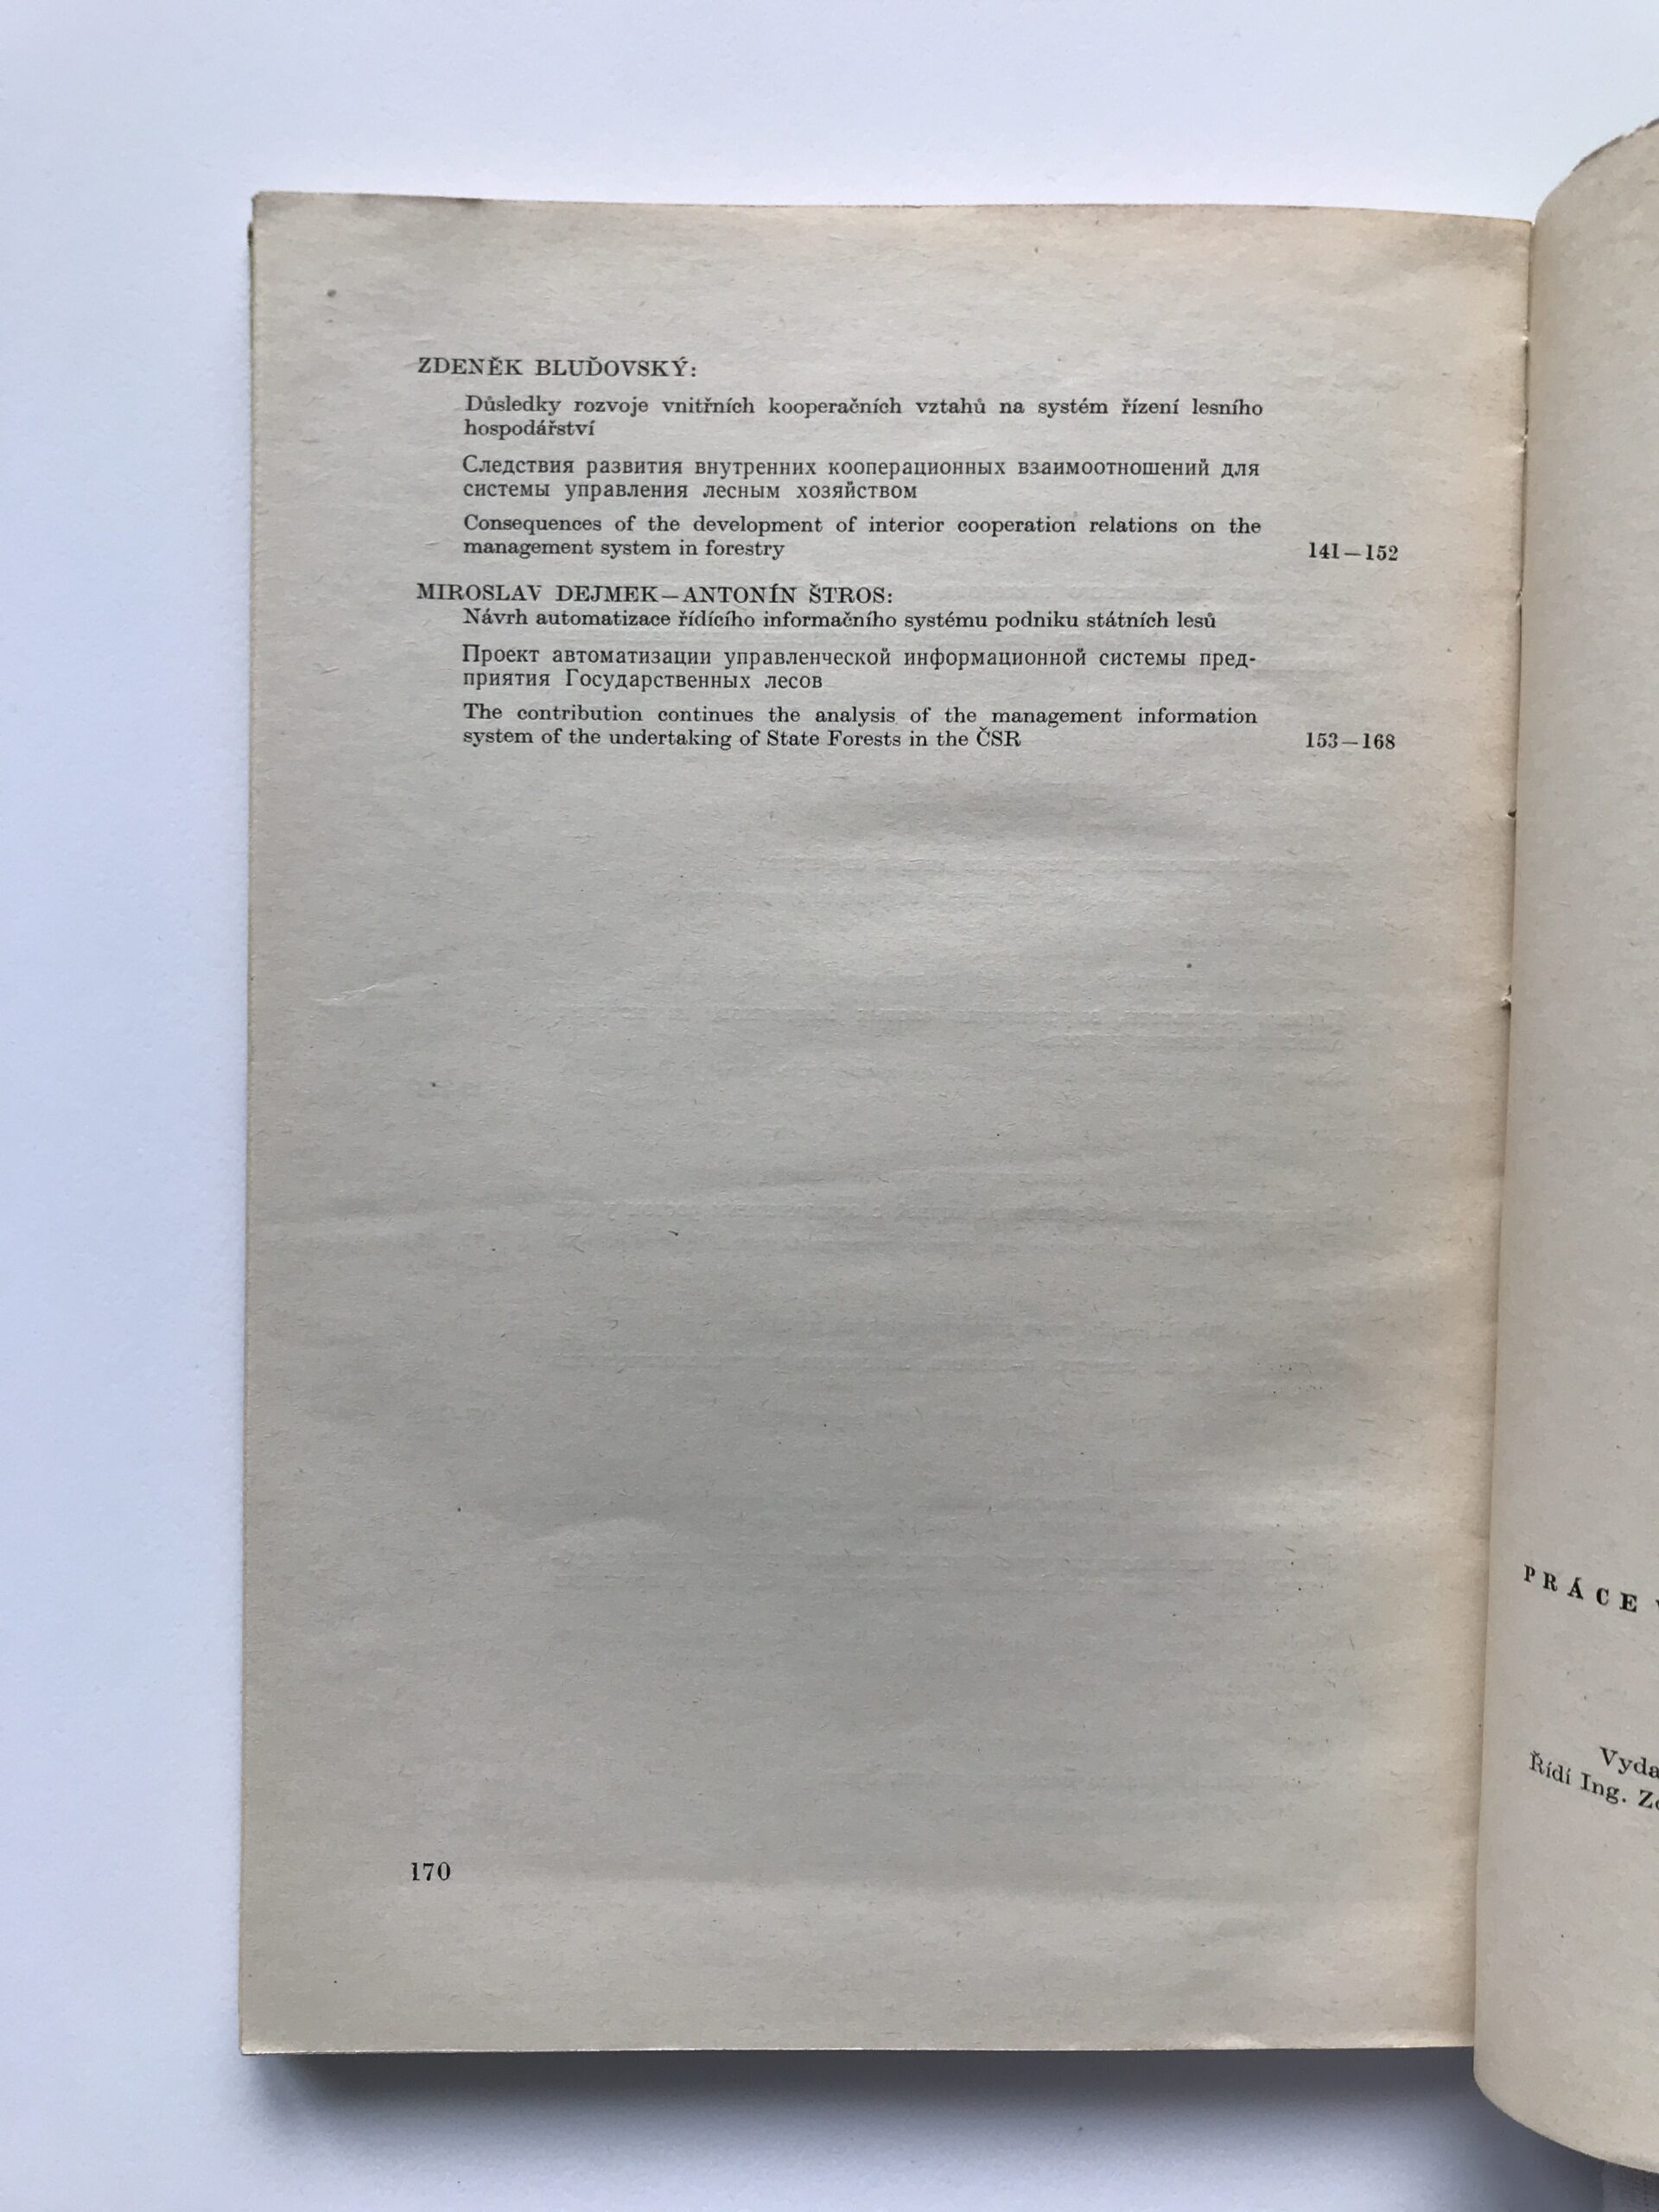 ZDENĚK BLUĎOVSKÝ:
Důsledky rozvoje vnitřních kooperačních vztahů na systém řízení lesního
hospodářství
Следствия развития внутренних кооперационных взаимоотношений для
системы управления лесным хозяйством
Consequences of the development of interior cooperation relations on the
management system in forestry 141—152
MIROSLAV DEJMEK—ANTONÍN ŠTROS:
Návrh automatizace řídícího informačního systému podniku státních lesů
Проект автоматизации управленческой информационной системы пред-
приятия Государственных лесов
The contribution continues the analysis of the management information
system of the undertaking of State Forests in the ČSR 153—168
170
PRÁCE
Řídí Ing.